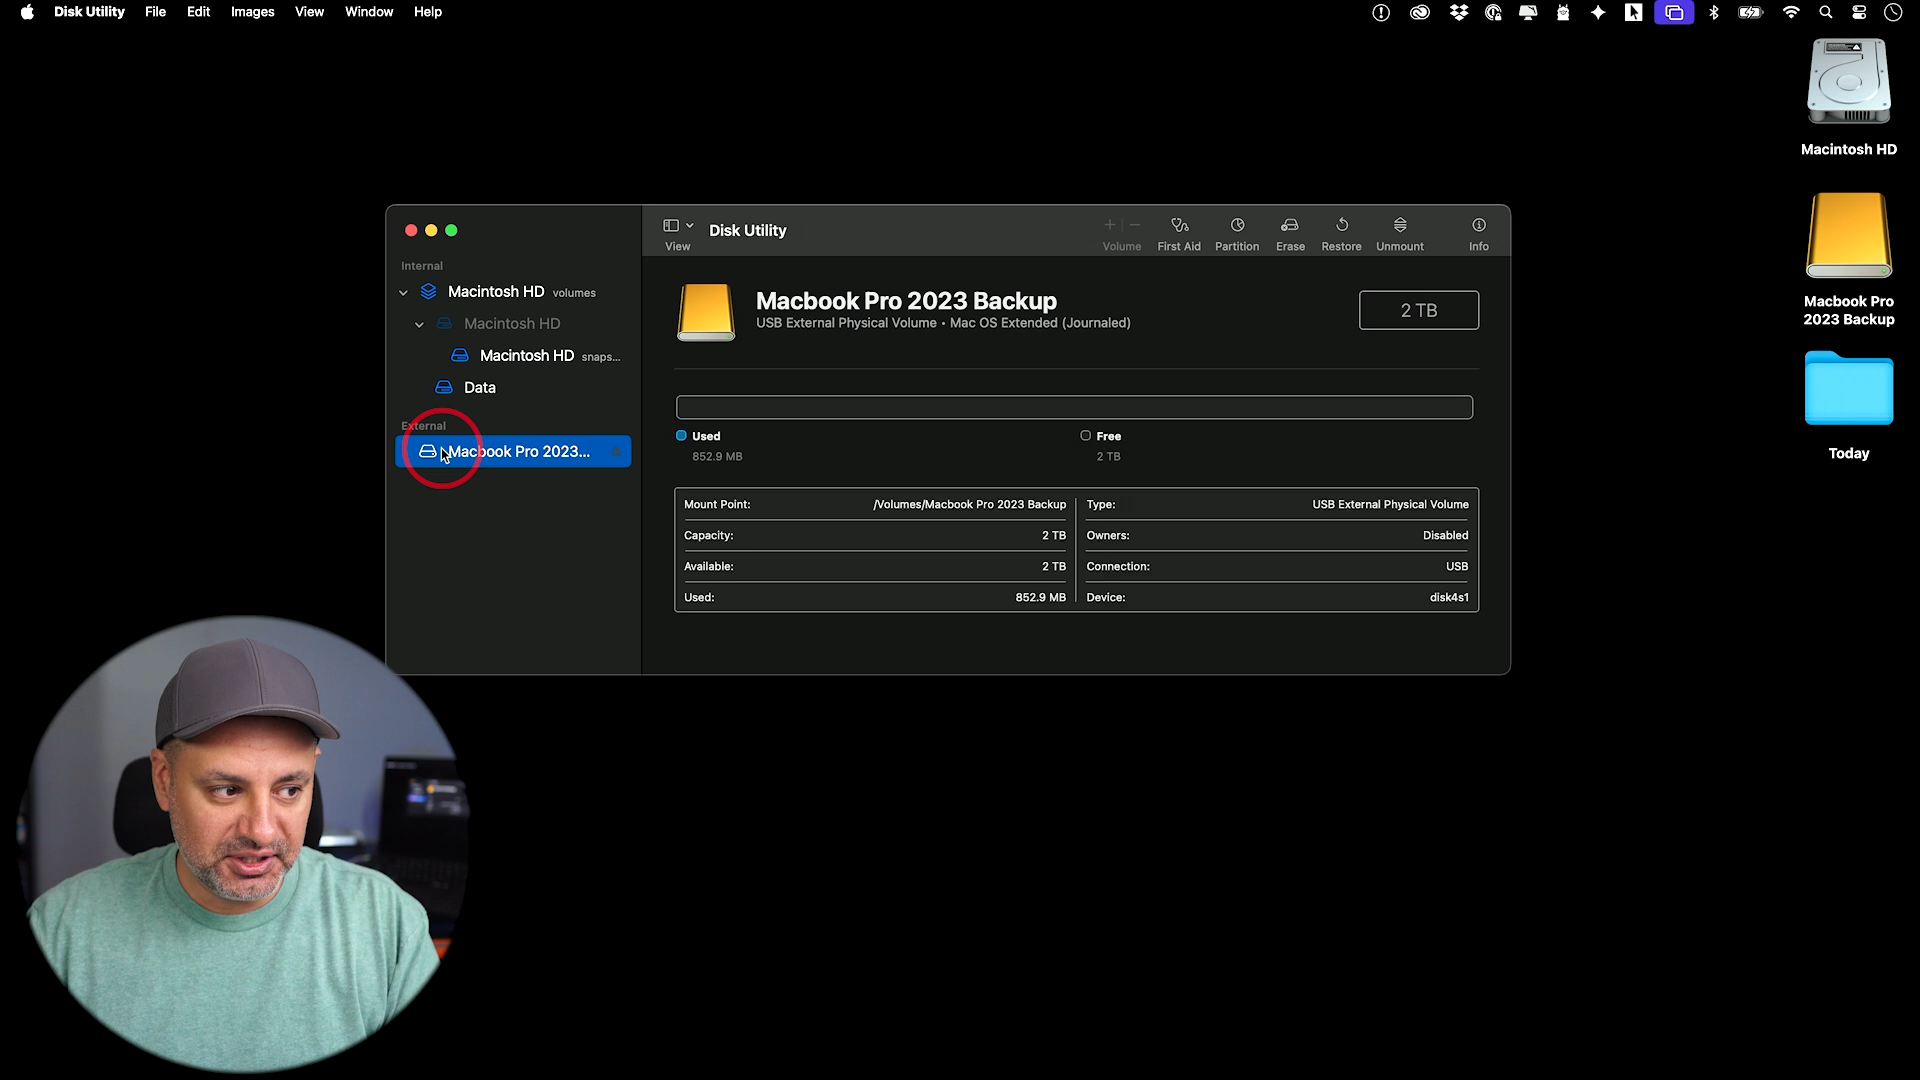 Disk Utility File Edit Images View Window Help
Macintosh HD
Macbook Pro
2023 Backup
Today
View
Disk Utility
Volume First Aid Partition Erase Restore Unmount Info
Internal
Macintosh HD volumes
Macintosh HD
Macintosh HD snaps...
Data
External
Macbook Pro 2023...
Macbook Pro 2023 Backup
USB External Physical Volume • Mac OS Extended (Journaled)
2 TB
Used
852.9 MB
Free
2 TB
Mount Point: /Volumes/Macbook Pro 2023 Backup
Capacity: 2 TB
Available: 2 TB
Used: 852.9 MB
Type: USB External Physical Volume
Owners: Disabled
Connection: USB
Device: disk4s1